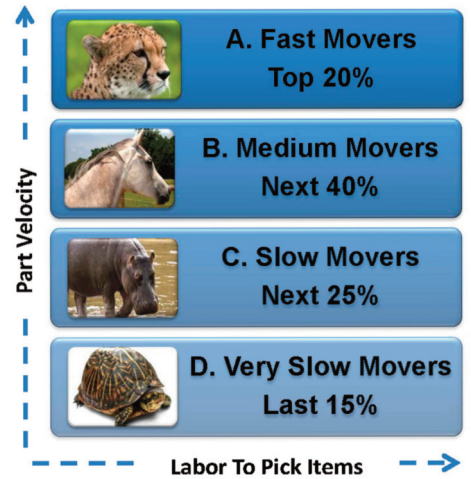 A. Fast Movers
Top 20%
B. Medium Movers
Next 40%
C. Slow Movers
Next 25%
D. Very Slow Movers
Last 15%
Part Velocity
Labor To Pick Items